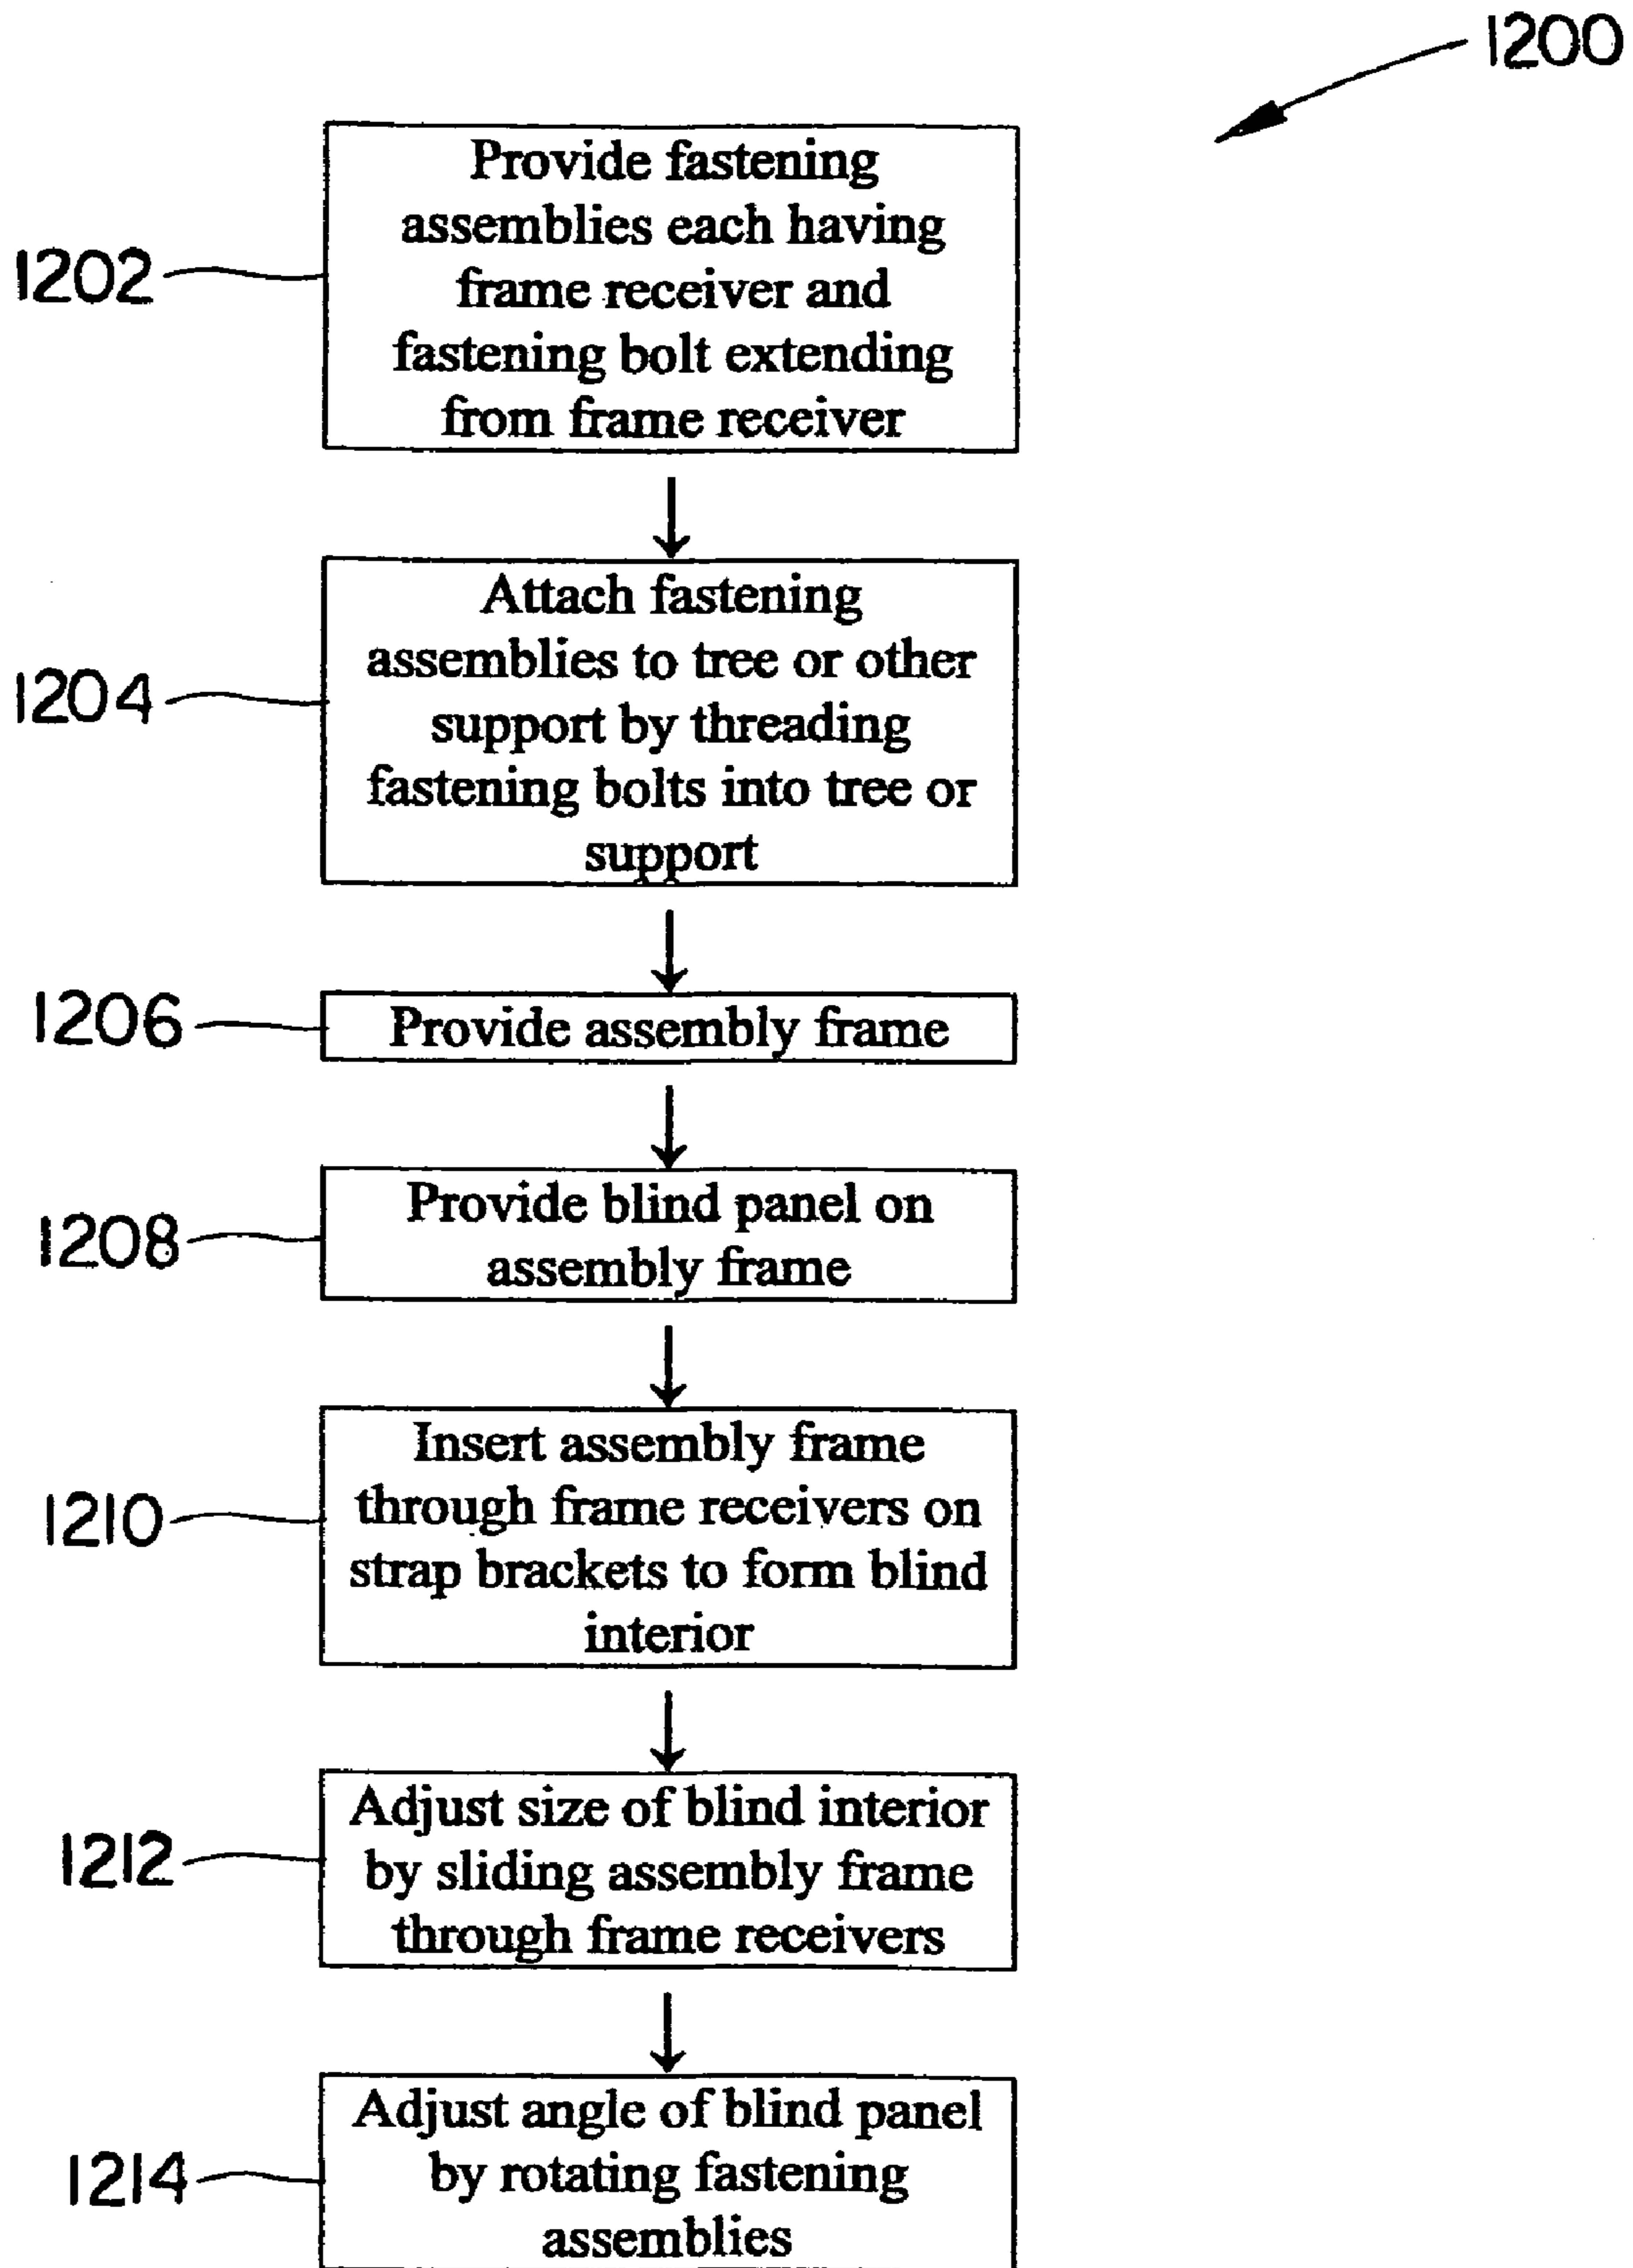 1200
Provide fastening
assemblies each having
frame receiver and
fastening bolt extending
from frame receiver
1202
Attach fastening
assemblies to tree or other
support by threading
fastening bolts into tree or
support
1204
Provide assembly frame
1206
Provide blind panel on
assembly frame
1208
Insert assembly frame
through frame receivers on
strap brackets to form blind
interior
1210
Adjust size of blind interior
by sliding assembly frame
through frame receivers
1212
Adjust angle of blind panel
by rotating fastening
assemblies
1214